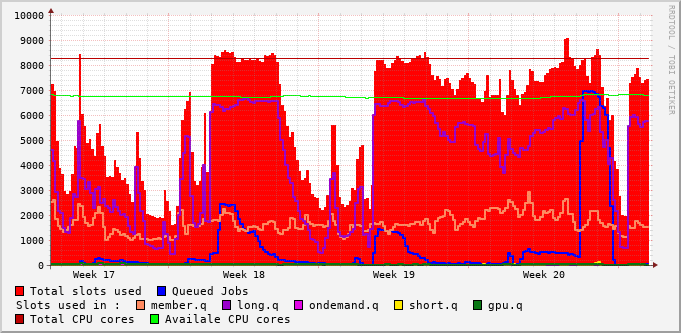 RRDTOOL / TOBI OETIKER
10000
9000
8000
7000
6000
5000
4000
3000
2000
1000
0
Week 17 Week 18 Week 19 Week 20
Total slots used Queued Jobs
Slots used in : member.q long.q ondemand.q short.q gpu.q
Total CPU cores Availale CPU cores